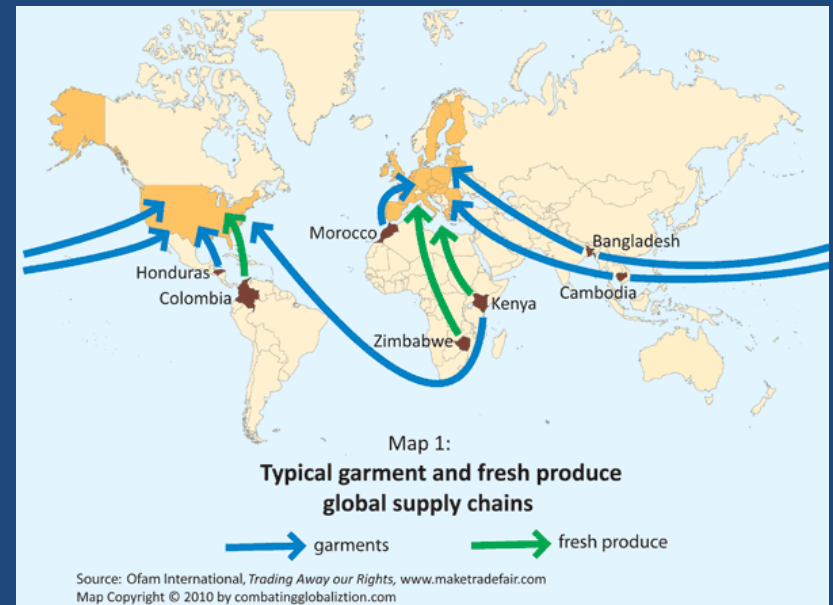 Morocco
Bangladesh
Honduras
Cambodia
Colombia
Kenya
Zimbabwe
Map 1:
Typical garment and fresh produce
global supply chains
garments
fresh produce
Source: Ofam International, Trading Away our Rights, www.maketradefair.com
Map Copyright © 2010 by combatingglobaliztion.com